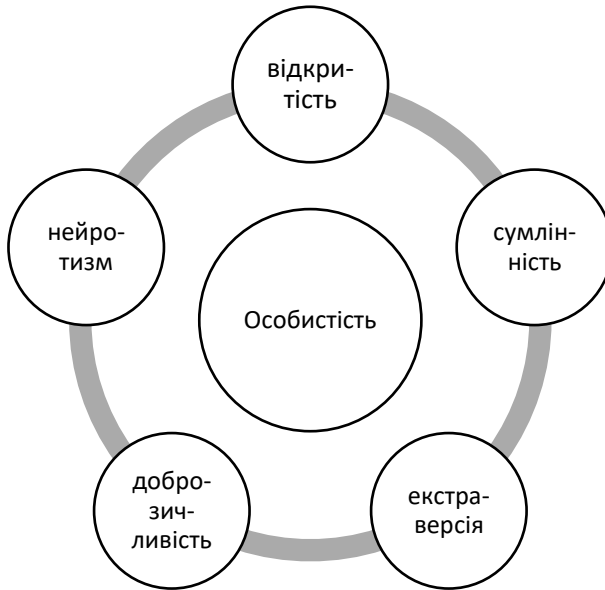 відкри-
тість
нейро-
тизм
сумлін-
ність
Особистість
добро-
зич-
ливість
екстра-
версія